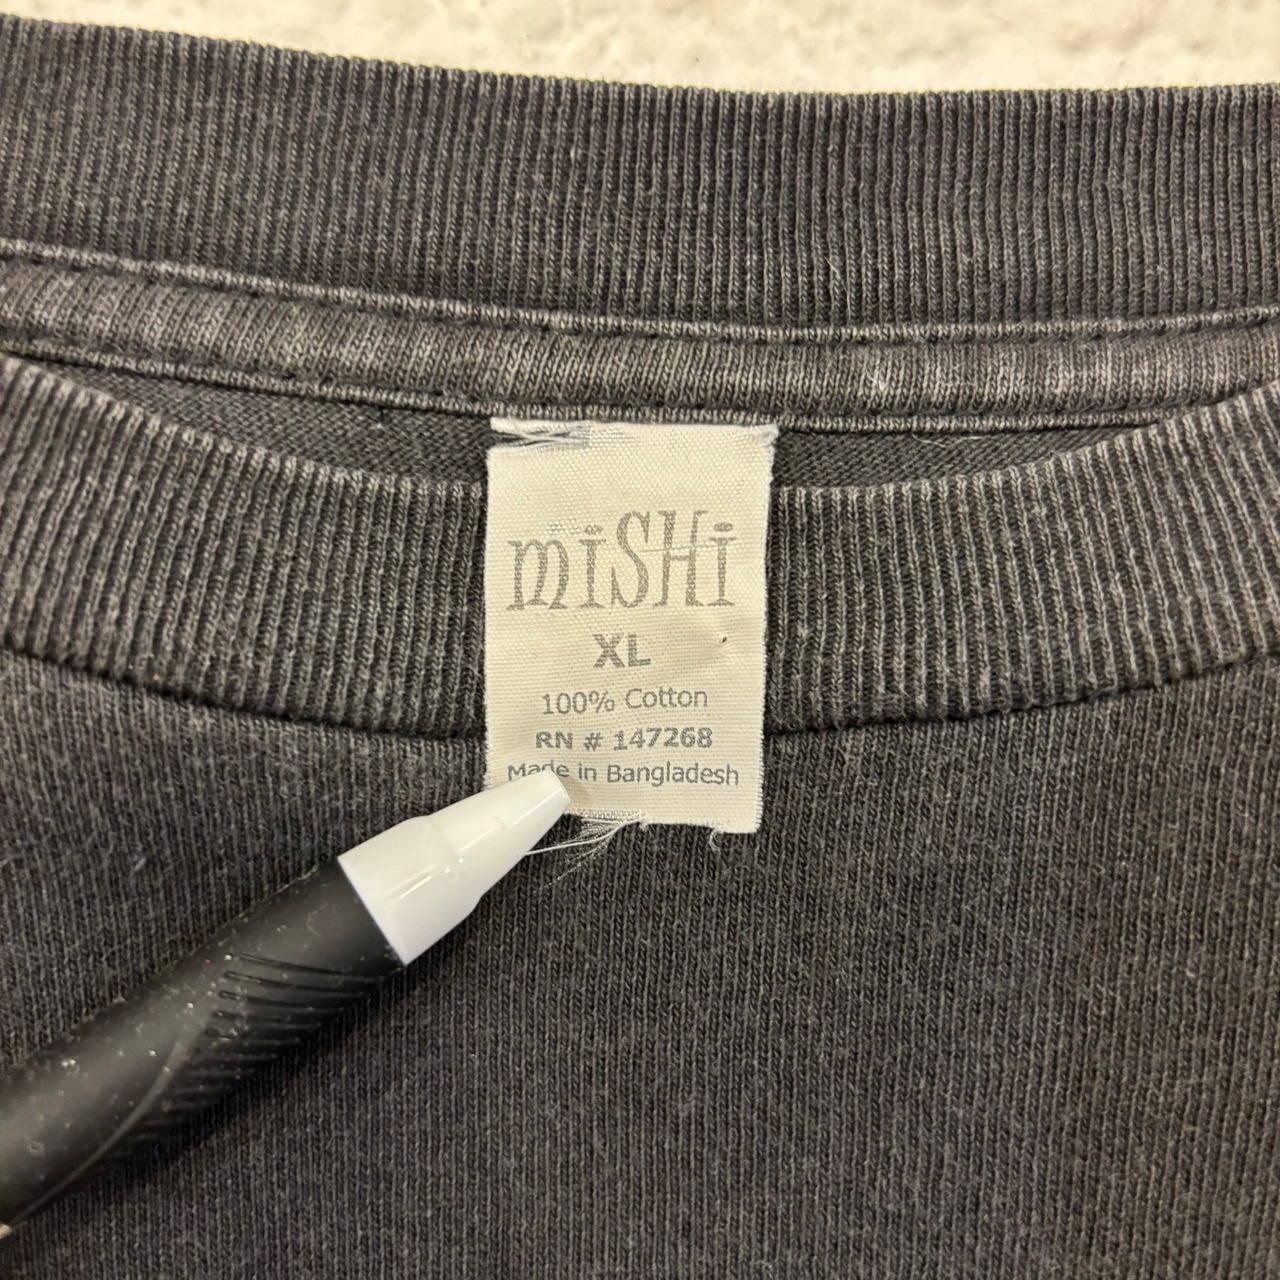 miSHi
XL
100% Cotton
RN # 147268
Made in Bangladesh